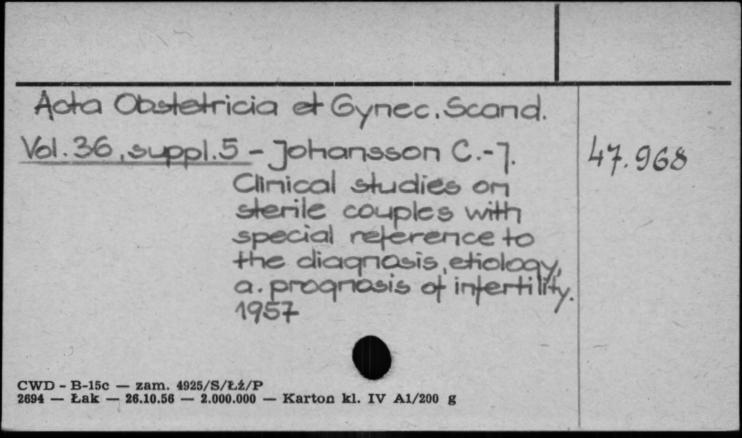 Acta Obstetricia et Gynec. Scand.
Vol. 36, suppl. 5 - Johansson C.-J. 47.968
Clinical studies on
sterile couples with
special reference to
the diagnosis, etiology,
a. prognosis of infertility.
1957
CWD - B-15c — zam. 4925/S/Łź/P
2694 — Łak — 26.10.56 — 2.000.000 — Karton kl. IV A1/200 g